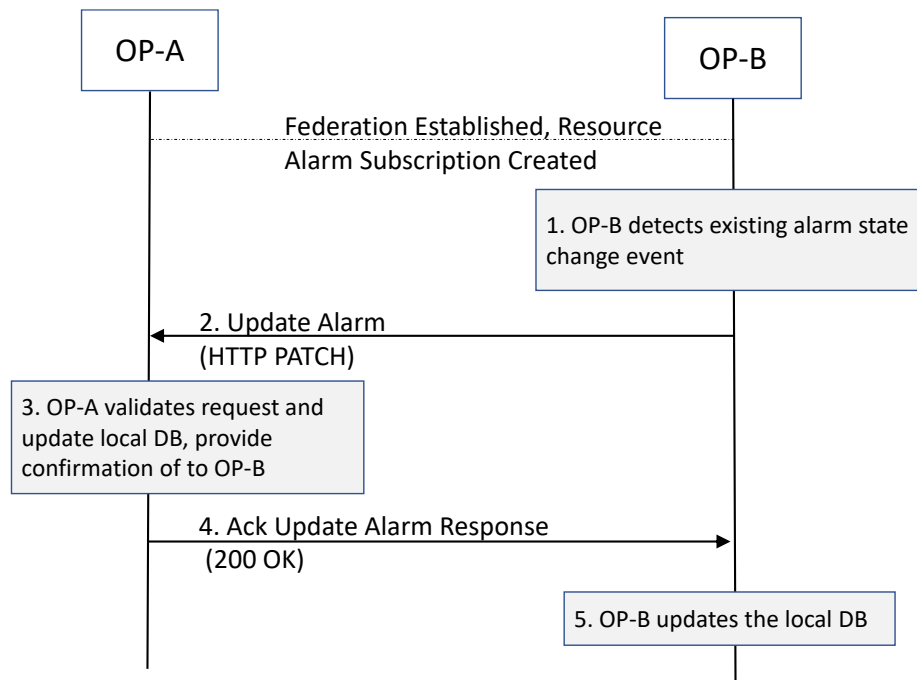 OP-A
OP-B
Federation Established, Resource
Alarm Subscription Created
1. OP-B detects existing alarm state
change event
2. Update Alarm
(HTTP PATCH)
3. OP-A validates request and
update local DB, provide
confirmation of to OP-B
4. Ack Update Alarm Response
(200 OK)
5. OP-B updates the local DB